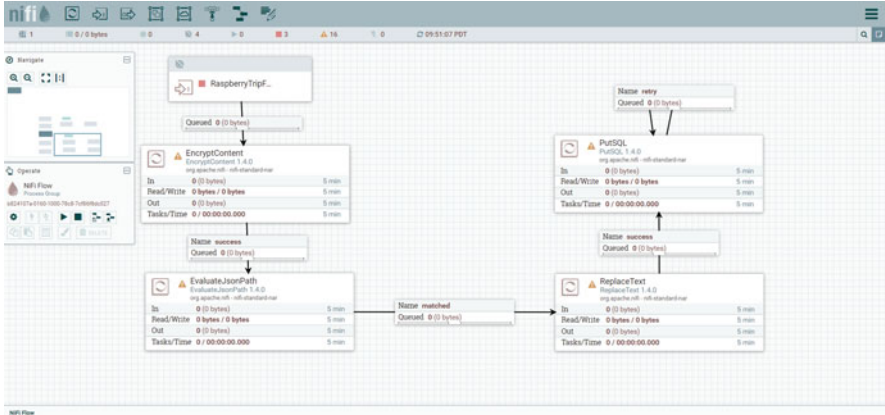 nifi
1 0 / 0 bytes 0 4 0 3 16 0 09:51:07 PDT
Navigate
Operate
NiFi Flow
Process Group
DELETE
RaspberryTripF...
Queued 0 (0 bytes)
EncryptContent
EncryptContent 1.4.0
org.apache.nifi - nifi-standard-nar
In 0 (0 bytes) 5 min
Read/Write 0 bytes / 0 bytes 5 min
Out 0 (0 bytes) 5 min
Tasks/Time 0 / 00:00:00.000 5 min
Name success
Queued 0 (0 bytes)
EvaluateJsonPath
EvaluateJsonPath 1.4.0
org.apache.nifi - nifi-standard-nar
In 0 (0 bytes) 5 min
Read/Write 0 bytes / 0 bytes 5 min
Out 0 (0 bytes) 5 min
Tasks/Time 0 / 00:00:00.000 5 min
Name matched
Queued 0 (0 bytes)
Name retry
Queued 0 (0 bytes)
PutSQL
PutSQL 1.4.0
org.apache.nifi - nifi-standard-nar
In 0 (0 bytes) 5 min
Read/Write 0 bytes / 0 bytes 5 min
Out 0 (0 bytes) 5 min
Tasks/Time 0 / 00:00:00.000 5 min
Name success
Queued 0 (0 bytes)
ReplaceText
ReplaceText 1.4.0
org.apache.nifi - nifi-standard-nar
In 0 (0 bytes) 5 min
Read/Write 0 bytes / 0 bytes 5 min
Out 0 (0 bytes) 5 min
Tasks/Time 0 / 00:00:00.000 5 min
NiFi Flow